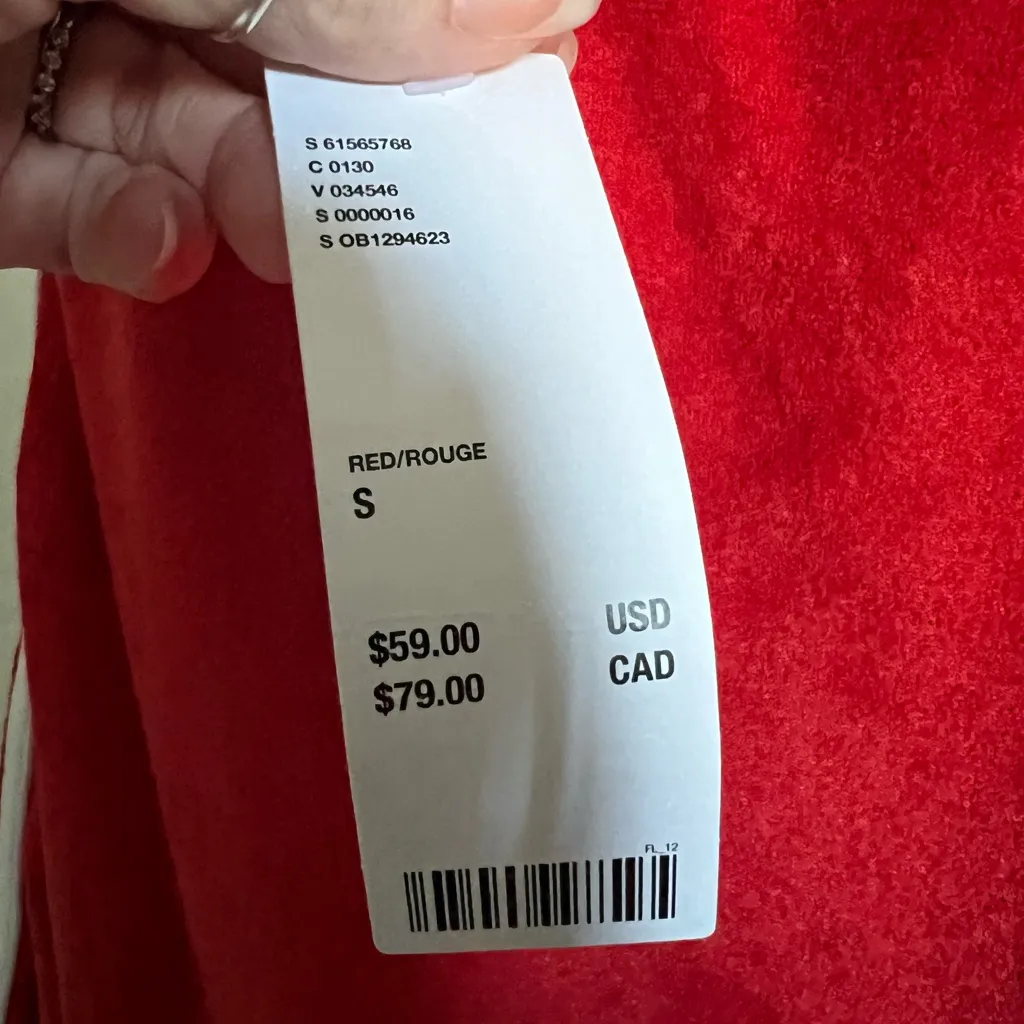 S 61565768
C 0130
V 034546
S 0000016
S OB1294623
RED/ROUGE
S
$59.00 USD
$79.00 CAD
FL_12